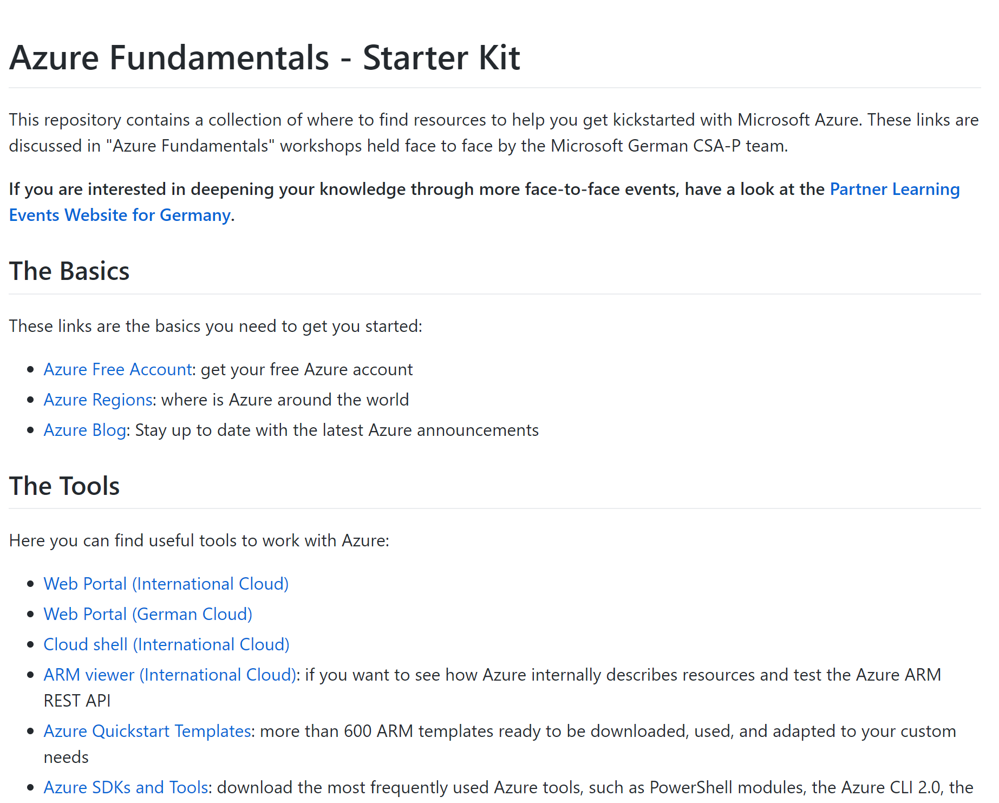 Azure Fundamentals - Starter Kit
This repository contains a collection of where to find resources to help you get kickstarted with Microsoft Azure. These links are
discussed in "Azure Fundamentals" workshops held face to face by the Microsoft German CSA-P team.
If you are interested in deepening your knowledge through more face-to-face events, have a look at the Partner Learning
Events Website for Germany.
The Basics
These links are the basics you need to get you started:
• Azure Free Account: get your free Azure account
• Azure Regions: where is Azure around the world
• Azure Blog: Stay up to date with the latest Azure announcements
The Tools
Here you can find useful tools to work with Azure:
• Web Portal (International Cloud)
• Web Portal (German Cloud)
• Cloud shell (International Cloud)
• ARM viewer (International Cloud): if you want to see how Azure internally describes resources and test the Azure ARM
REST API
• Azure Quickstart Templates: more than 600 ARM templates ready to be downloaded, used, and adapted to your custom
needs
• Azure SDKs and Tools: download the most frequently used Azure tools, such as PowerShell modules, the Azure CLI 2.0, the